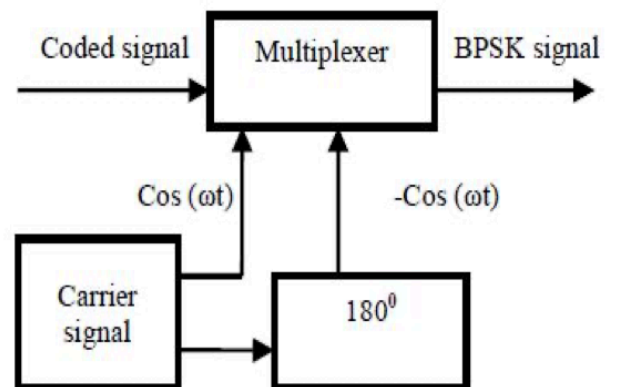 Coded signal
Multiplexer
BPSK signal
Cos (ωt)
-Cos (ωt)
Carrier
signal
180⁰